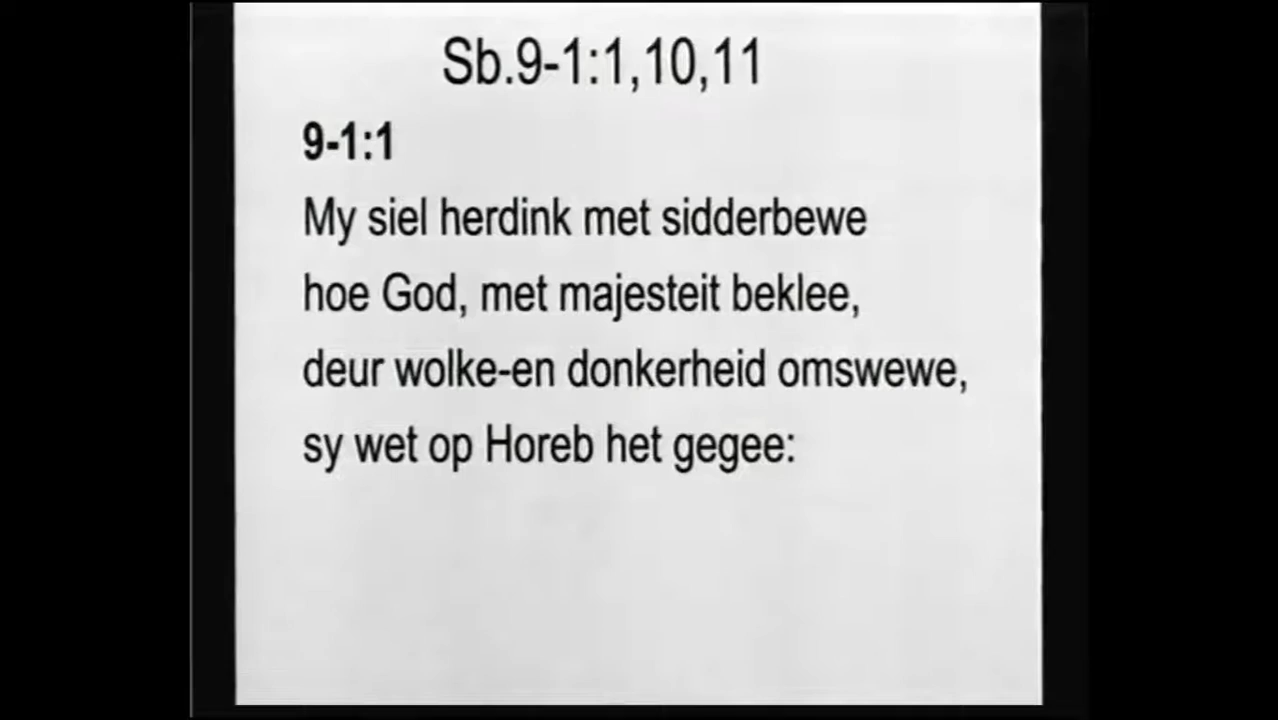 Sb.9-1:1,10,11
9-1:1
My siel herdink met sidderbewe
hoe God, met majesteit beklee,
deur wolke-en donkerheid omswewe,
sy wet op Horeb het gegee: